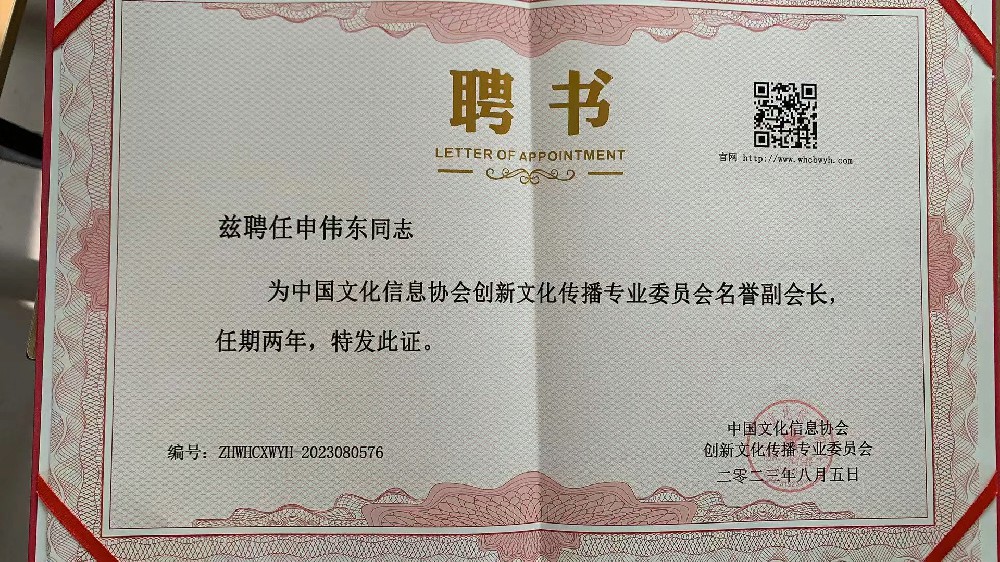 聘书
LETTER OF APPOINTMENT
官网 http://www.whcbwyh.com
兹聘任申伟东同志
为中国文化信息协会创新文化传播专业委员会名誉副会长，
任期两年，特发此证。
编号：ZHWHCXWYH-2023080576
中国文化信息协会
创新文化传播专业委员会
二零二三年八月五日